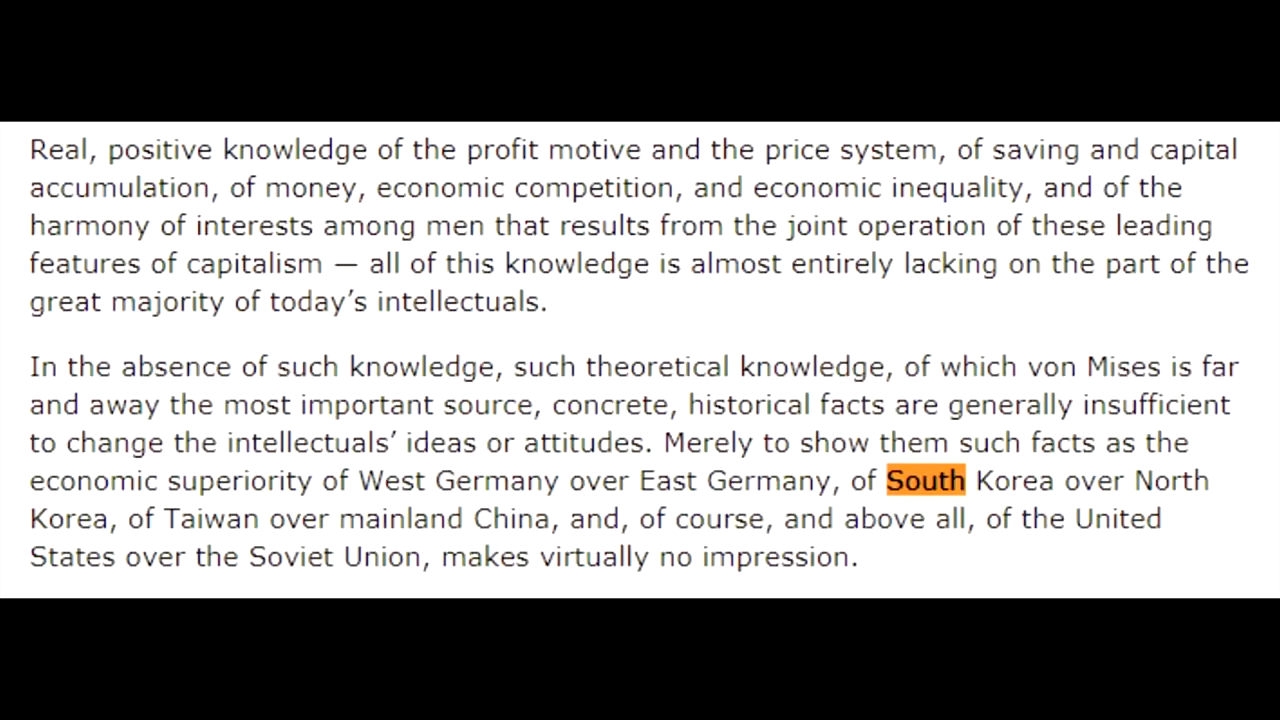 Real, positive knowledge of the profit motive and the price system, of saving and capital
accumulation, of money, economic competition, and economic inequality, and of the
harmony of interests among men that results from the joint operation of these leading
features of capitalism — all of this knowledge is almost entirely lacking on the part of the
great majority of today’s intellectuals.
In the absence of such knowledge, such theoretical knowledge, of which von Mises is far
and away the most important source, concrete, historical facts are generally insufficient
to change the intellectuals’ ideas or attitudes. Merely to show them such facts as the
economic superiority of West Germany over East Germany, of South Korea over North
Korea, of Taiwan over mainland China, and, of course, and above all, of the United
States over the Soviet Union, makes virtually no impression.